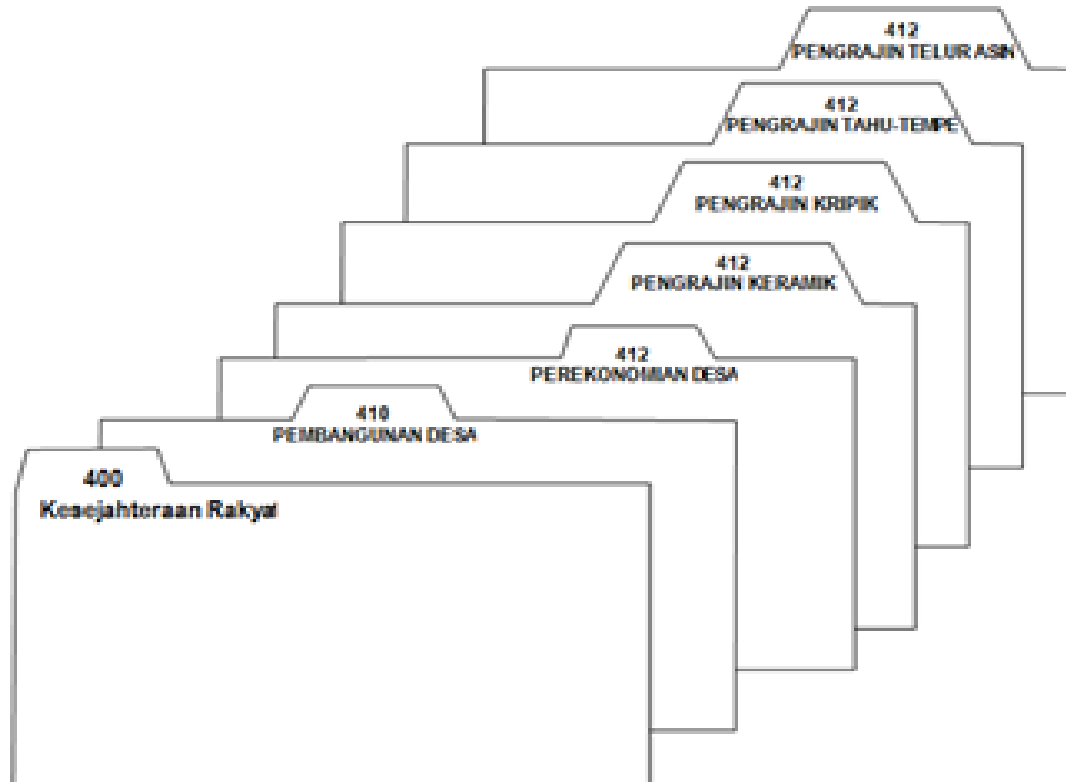 412
PENGRAJIN TELUR ASIN
412
PENGRAJIN TAHU-TEMPE
412
PENGRAJIN KRIPIK
412
PENGRAJIN KERAMIK
412
PEREKONOMIAN DESA
410
PEMBANGUNAN DESA
400
Kesejahteraan Rakyat